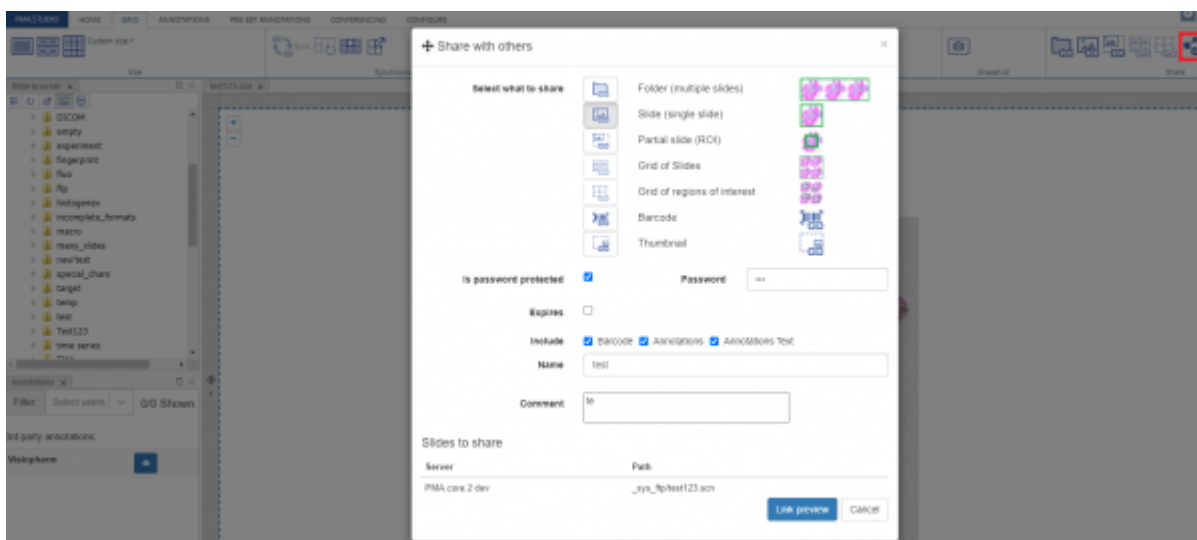 PMA.STUDIO HOME GRID ANNOTATIONS PRE-SET ANNOTATIONS CONFERENCING CONFIGURE
Custom size
Size
Snapshot
Share
Slide browser
test123.scn
DICOM
empty
experiment
fingerprint
fluo
ftp
histogenex
incomplete_formats
macro
many_slides
new'test
special_chars
target
temp
test
Test123
time series
Annotations
Filter: Select users 0/0 Shown
3rd party annotations:
Visiopharm
Share with others
Select what to share
Folder (multiple slides)
Slide (single slide)
Partial slide (ROI)
Grid of Slides
Grid of regions of interest
Barcode
Thumbnail
Is password protected Password
Expires
Include Barcode Annotations Annotations Text
Name test
Comment te
Slides to share
Server Path
PMA.core.2 dev _sys_ftp/test123.scn
Link preview Cancel